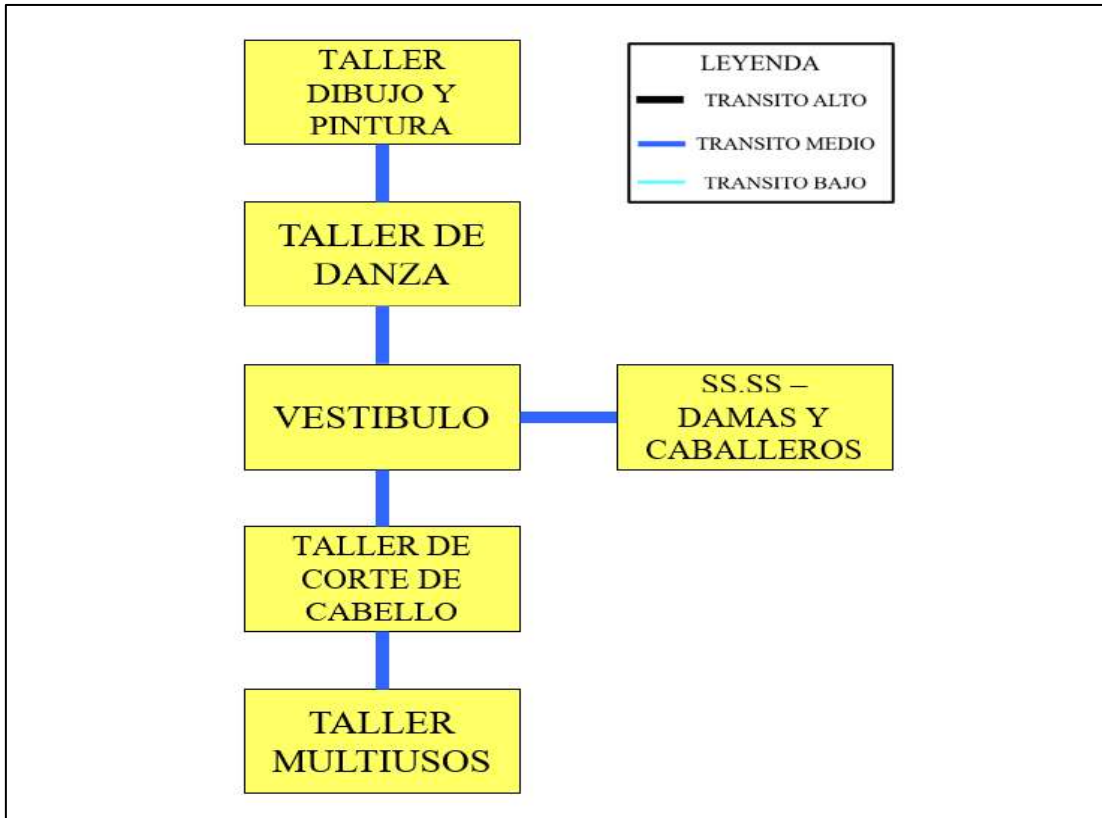 TALLER
DIBUJO Y
PINTURA
LEYENDA
TRANSITO ALTO
TRANSITO MEDIO
TRANSITO BAJO
TALLER DE
DANZA
VESTIBULO
SS.SS –
DAMAS Y
CABALLEROS
TALLER DE
CORTE DE
CABELLO
TALLER
MULTIUSOS